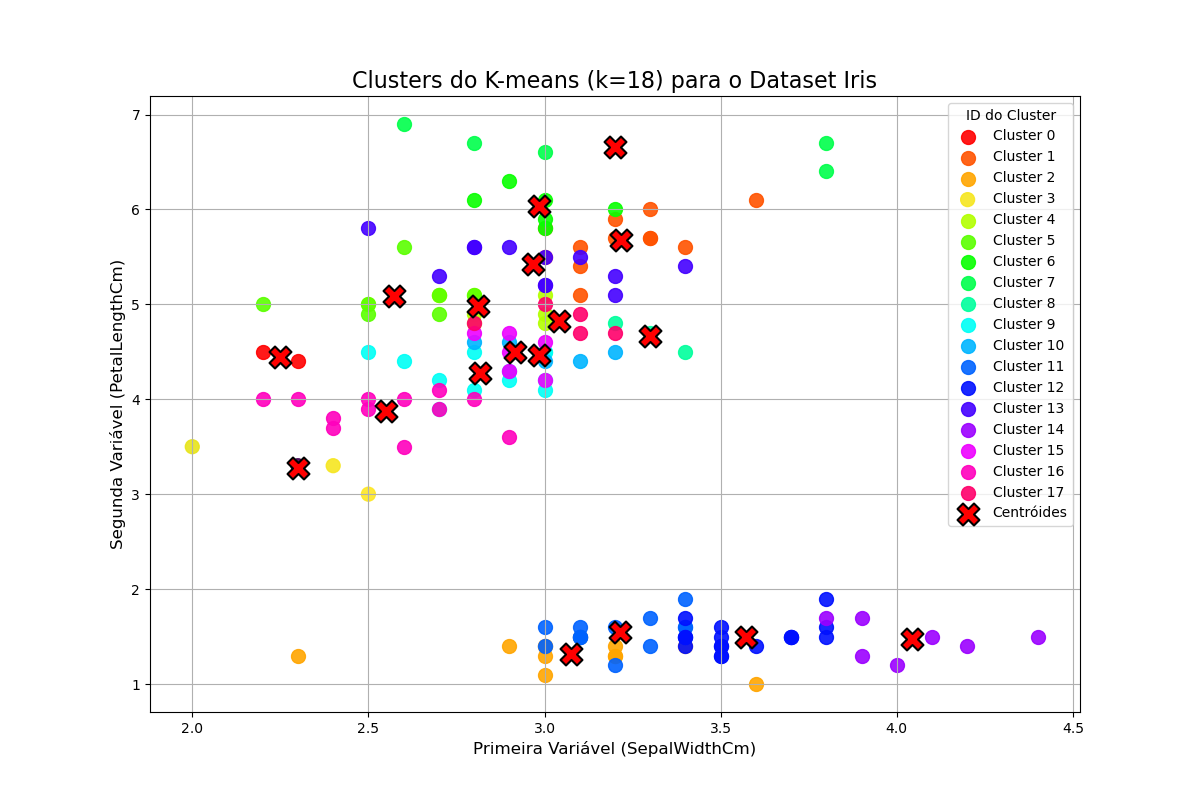 Clusters do K-means (k=18) para o Dataset Iris
ID do Cluster
Cluster 0
Cluster 1
Cluster 2
Cluster 3
Cluster 4
Cluster 5
Cluster 6
Cluster 7
Cluster 8
Cluster 9
Cluster 10
Cluster 11
Cluster 12
Cluster 13
Cluster 14
Cluster 15
Cluster 16
Cluster 17
Centróides
Segunda Variável (PetalLengthCm)
7
6
5
4
3
2
1
2.0 2.5 3.0 3.5 4.0 4.5
Primeira Variável (SepalWidthCm)